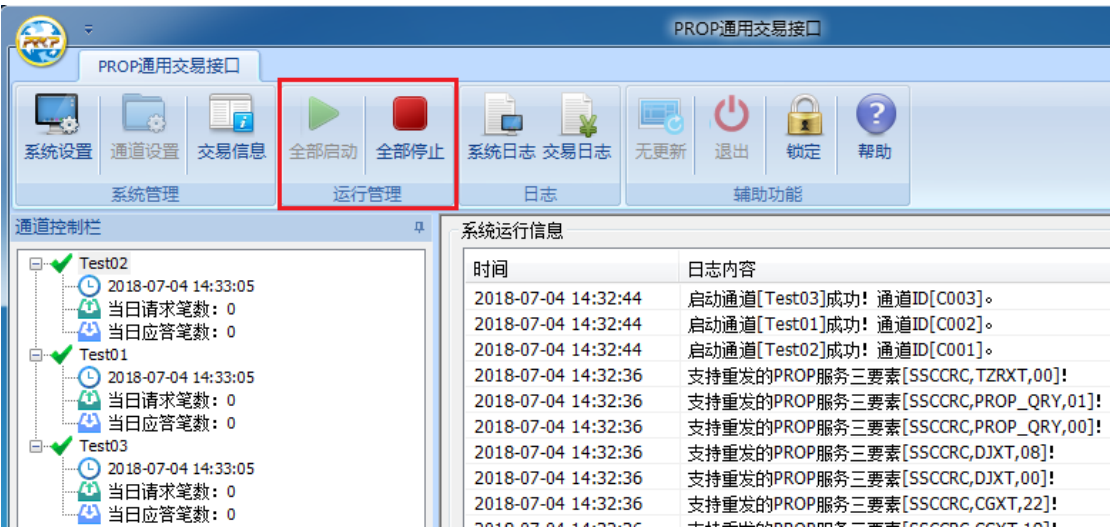 PROP通用交易接口
PROP
PROP通用交易接口
系统设置 通道设置 交易信息 全部启动 全部停止 系统日志 交易日志 无更新 退出 锁定 帮助
系统管理 运行管理 日志 辅助功能
通道控制栏
Test02
2018-07-04 14:33:05
当日请求笔数: 0
当日应答笔数: 0
Test01
2018-07-04 14:33:05
当日请求笔数: 0
当日应答笔数: 0
Test03
2018-07-04 14:33:05
当日请求笔数: 0
当日应答笔数: 0
系统运行信息
时间 日志内容
2018-07-04 14:32:44 启动通道[Test03]成功! 通道ID[C003]。
2018-07-04 14:32:44 启动通道[Test01]成功! 通道ID[C002]。
2018-07-04 14:32:44 启动通道[Test02]成功! 通道ID[C001]。
2018-07-04 14:32:36 支持重发的PROP服务三要素[SSCCRC,TZRXT,00]!
2018-07-04 14:32:36 支持重发的PROP服务三要素[SSCCRC,PROP_QRY,01]!
2018-07-04 14:32:36 支持重发的PROP服务三要素[SSCCRC,PROP_QRY,00]!
2018-07-04 14:32:36 支持重发的PROP服务三要素[SSCCRC,DJXT,08]!
2018-07-04 14:32:36 支持重发的PROP服务三要素[SSCCRC,DJXT,00]!
2018-07-04 14:32:36 支持重发的PROP服务三要素[SSCCRC,CGXT,22]!